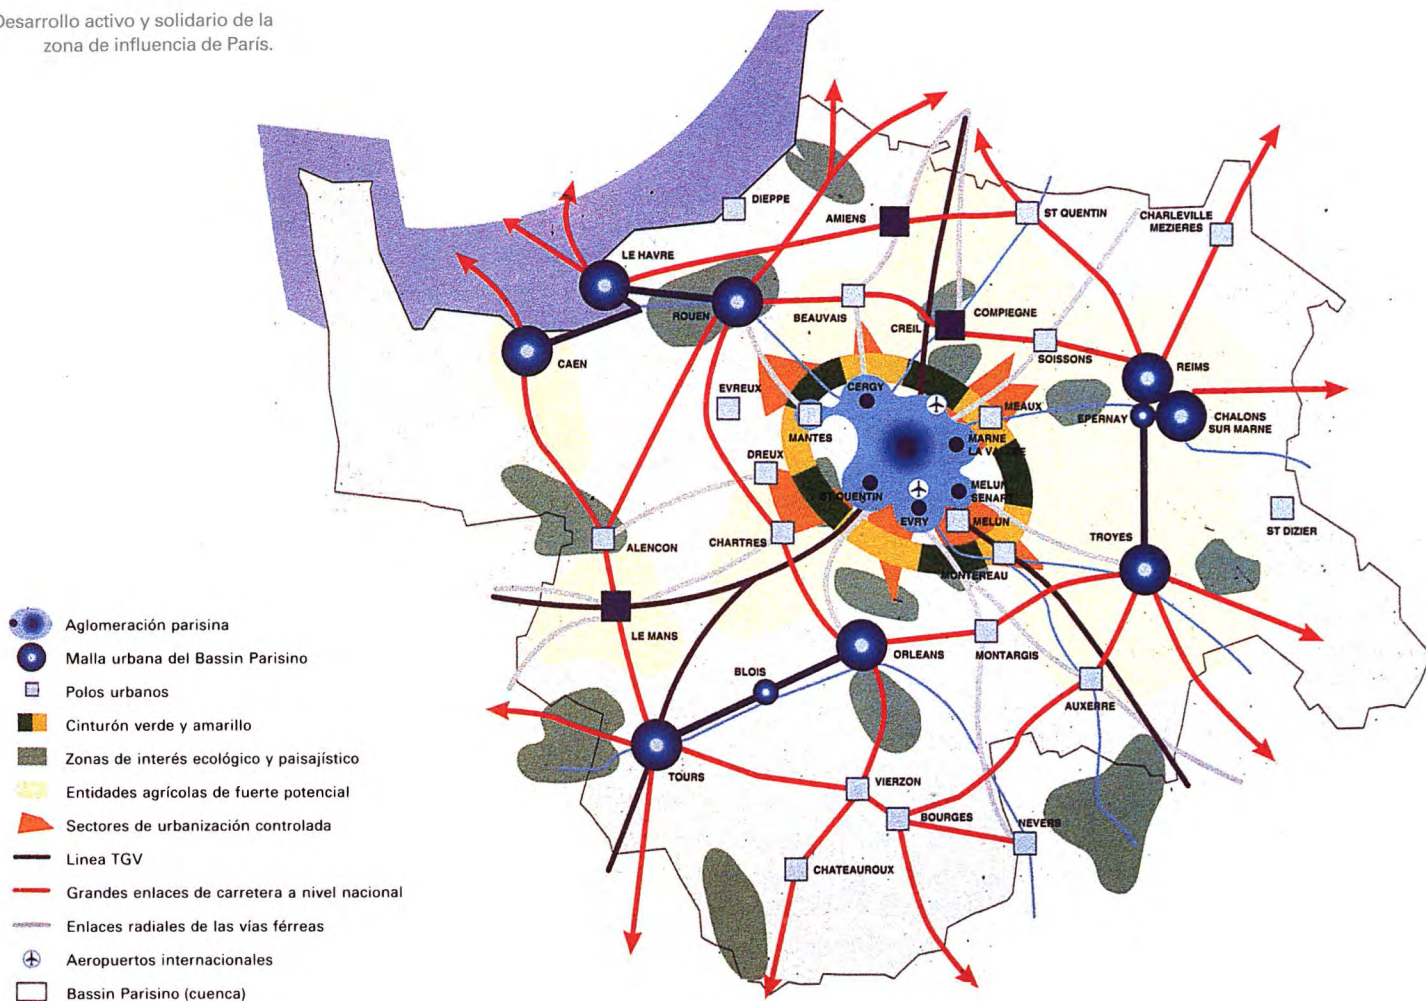 Desarrollo activo y solidario de la
zona de influencia de París.
DIEPPE
AMIENS
ST QUENTIN
CHARLEVILLE
MEZIERES
LE HAVRE
ROUEN
BEAUVAIS
CREIL
COMPIEGNE
SOISSONS
REIMS
CAEN
EVREUX
CERGY
MEAUX
EPERNAY
CHALONS
SUR MARNE
MANTES
MARNE
LA VALLEE
DREUX
ST QUENTIN
MELUN
SENART
EVRY
MELUN
ST DIZIER
ALENCON
CHARTRES
TROYES
MONTEREAU
LE MANS
ORLEANS
MONTARGIS
BLOIS
AUXERRE
TOURS
VIERZON
BOURGES
NEVERS
CHATEAUROUX
Aglomeración parisina
Malla urbana del Bassin Parisino
Polos urbanos
Cinturón verde y amarillo
Zonas de interés ecológico y paisajístico
Entidades agrícolas de fuerte potencial
Sectores de urbanización controlada
Linea TGV
Grandes enlaces de carretera a nivel nacional
Enlaces radiales de las vías férreas
Aeropuertos internacionales
Bassin Parisino (cuenca)